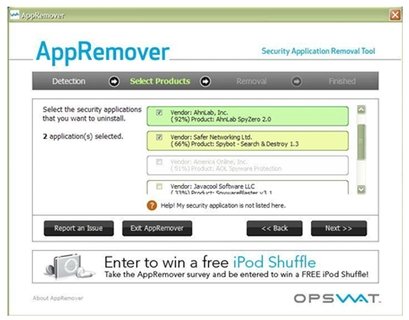 AppRemover
AppRemover
Security Application Removal Tool
Detection
Select Products
Removal
Finished
Select the security applications
that you want to uninstall.
2 application(s) selected.
Vendor: AhnLab, Inc.
(92%) Product: AhnLab SpyZero 2.0
Vendor: Safer Networking Ltd.
(66%) Product: Spybot - Search & Destroy 1.3
Vendor: America Online, Inc.
(51%) Product: AOL Spyware Protection
Vendor: Javacool Software LLC
(33%) Product: SpywareBlaster v3.1
Help! My security application is not listed here.
Report an Issue
Exit AppRemover
<< Back
Next >>
Enter to win a free iPod Shuffle
Take the AppRemover survey and be entered to win a FREE iPod Shuffle!
About AppRemover
OPSWAT.